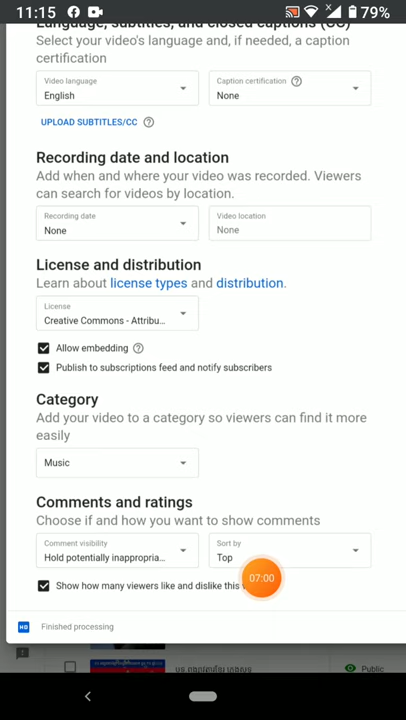 11:15
79%
Language, subtitles, and closed captions (CC)
Select your video's language and, if needed, a caption
certification
Video language
English
Caption certification
None
UPLOAD SUBTITLES/CC
Recording date and location
Add when and where your video was recorded. Viewers
can search for videos by location.
Recording date
None
Video location
None
License and distribution
Learn about license types and distribution.
License
Creative Commons - Attribu...
Allow embedding
Publish to subscriptions feed and notify subscribers
Category
Add your video to a category so viewers can find it more
easily
Music
Comments and ratings
Choose if and how you want to show comments
Comment visibility
Hold potentially inappropria...
Sort by
Top
Show how many viewers like and dislike this
07:00
HD
Finished processing
Public